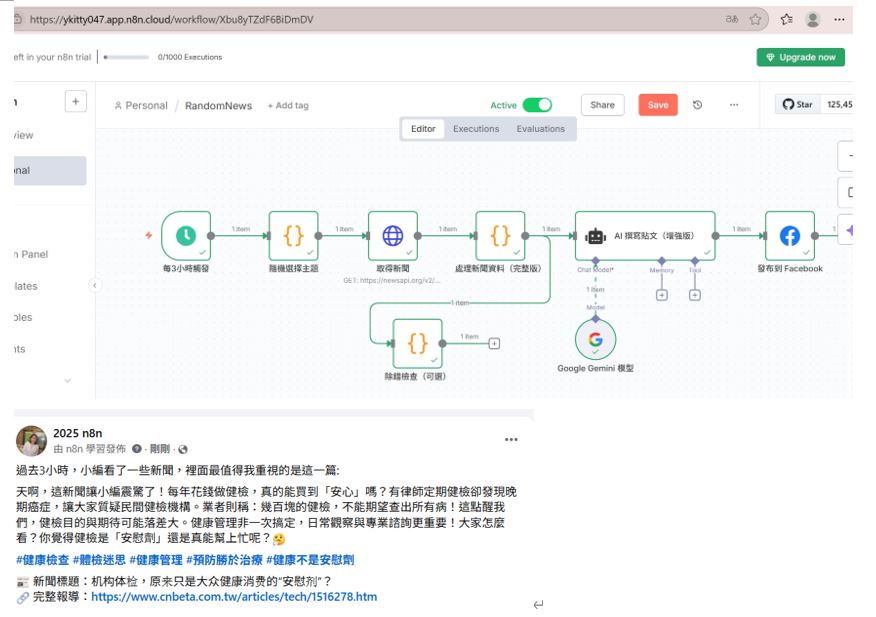 https://ykitty047.app.n8n.cloud/workflow/Xbu8yTZdF6BiDmDV
eft in your n8n trial
0/1000 Executions
Upgrade now
Personal / RandomNews + Add tag
Active
Share
Save
Star
125,45
Editor
Executions
Evaluations
view
nal
n Panel
lates
oles
nts
每3小時觸發
1 item
隨機選擇主題
1 item
取得新聞
GET: https://newsapi.org/v2/...
1 item
處理新聞資料（完整版）
1 item
AI 撰寫貼文（增強版）
Chat Model*
Memory
Tool
1 item
發布到 Facebook
1 item
Model
Google Gemini 模型
1 item
除錯檢查（可選）
1 item
2025 n8n
由 n8n 學習發佈 · 剛剛 ·
過去3小時，小編看了一些新聞，裡面最值得我重視的是這一篇:
天啊，這新聞讓小編震驚了！每年花錢做健檢，真的能買到「安心」嗎？有律師定期健檢卻發現晚
期癌症，讓大家質疑民間健檢機構。業者則稱：幾百塊的健檢，不能期望查出所有病！這點醒我
們，健檢目的與期待可能落差大。健康管理非一次搞定，日常觀察與專業諮詢更重要！大家怎麼
看？你覺得健檢是「安慰劑」還是真能幫上忙呢？🤔
#健康檢查 #體檢迷思 #健康管理 #預防勝於治療 #健康不是安慰劑
📰 新聞標題：机构体检，原来只是大众健康消费的“安慰剂”？
🔗 完整報導：https://www.cnbeta.com.tw/articles/tech/1516278.htm